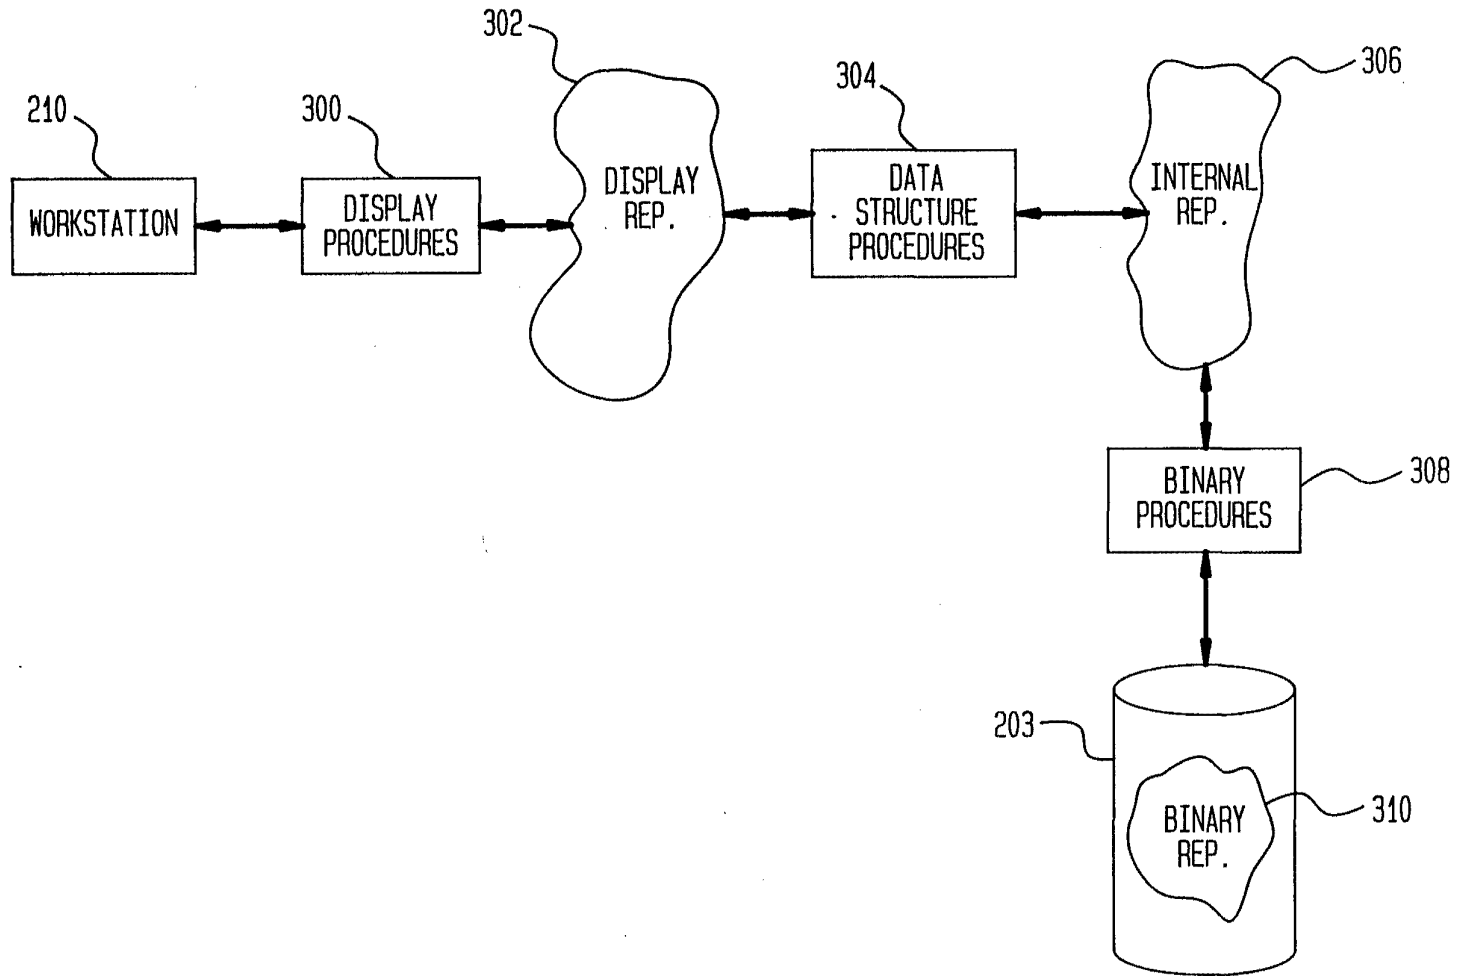 302
304
306
210
300
WORKSTATION
DISPLAY
PROCEDURES
DISPLAY
REP.
DATA
STRUCTURE
PROCEDURES
INTERNAL
REP.
BINARY
PROCEDURES
308
203
BINARY
REP.
310